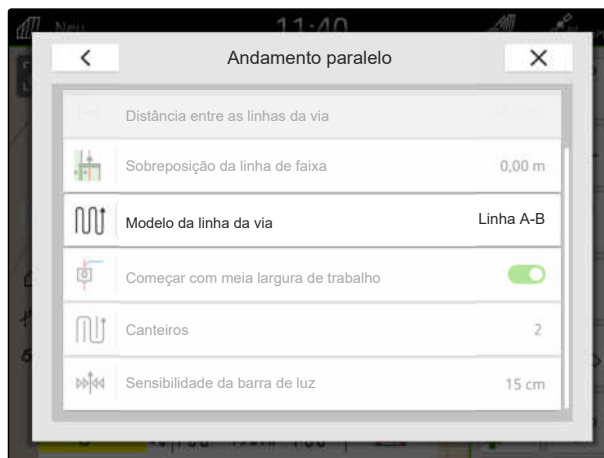 Neu 11:40
Andamento paralelo
Distância entre as linhas da via
Sobreposição da linha de faixa 0,00 m
Modelo da linha da via Linha A-B
Começar com meia largura de trabalho
Canteiros 2
Sensibilidade da barra de luz 15 cm